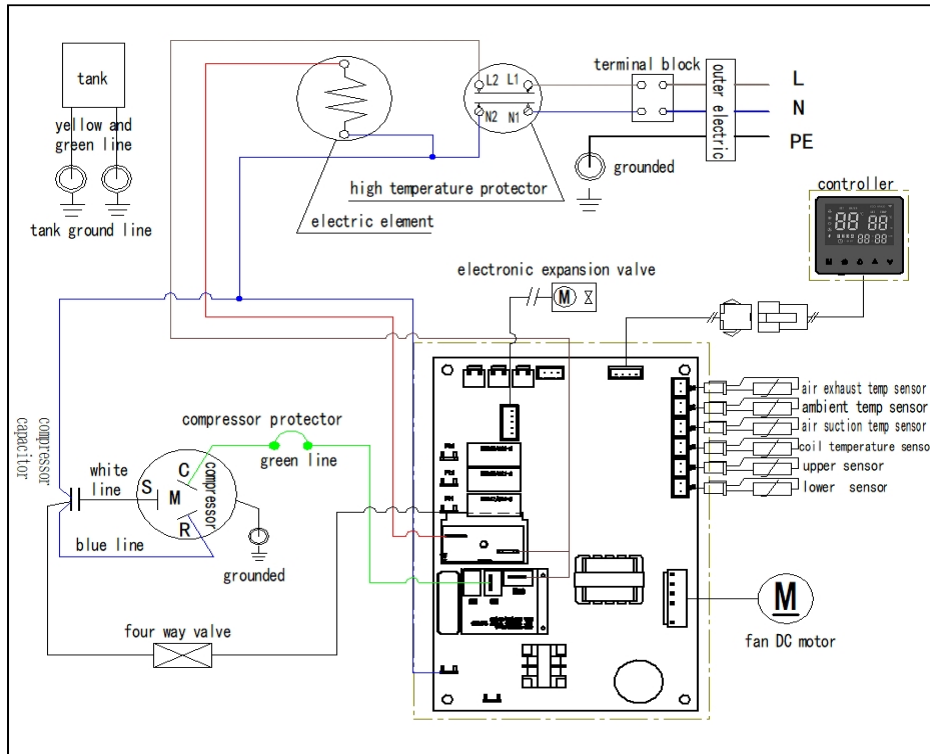 tank
yellow and
green line
tank ground line
L2 L1
N2 N1
high temperature protector
electric element
terminal block
outer electric
L
N
PE
grounded
controller
electronic expansion valve
air exhaust temp sensor
ambient temp sensor
air suction temp sensor
coil temperature senso
upper sensor
lower sensor
compressor protector
green line
compressor
capacitor
white
line
S
C
M
R
compressor
blue line
grounded
four way valve
M
M
fan DC motor